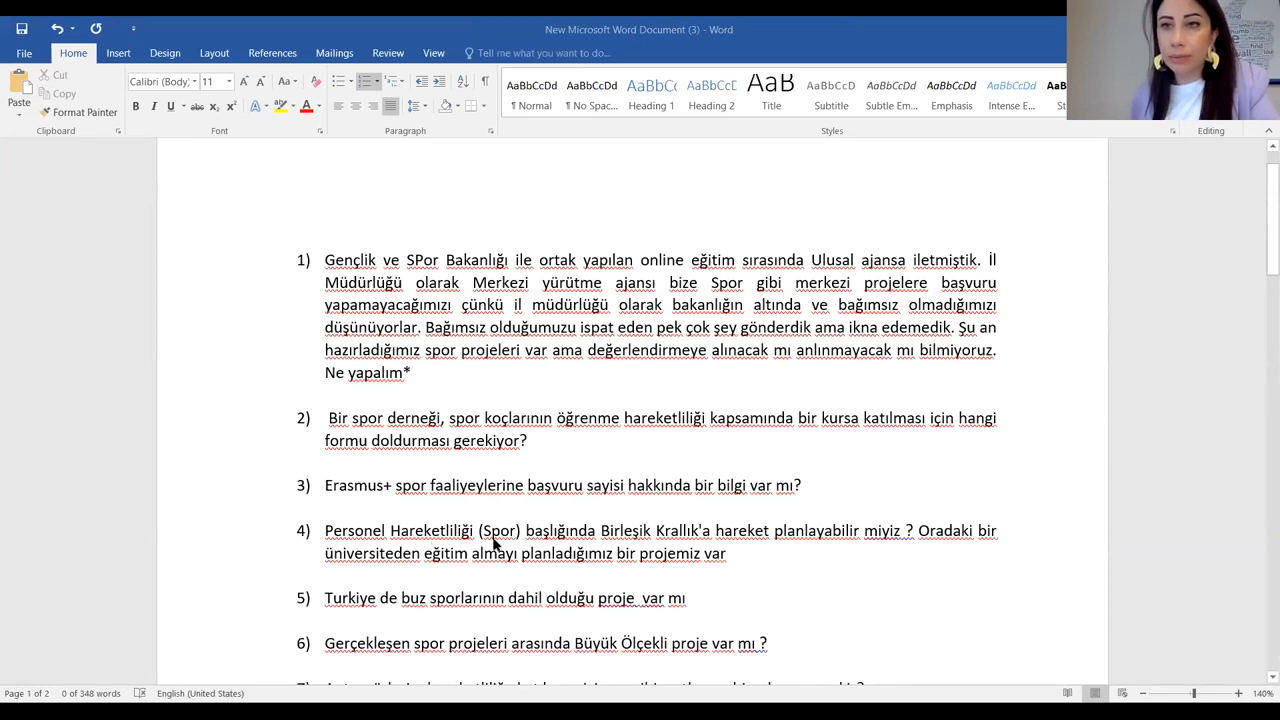 New Microsoft Word Document (3) - Word
File Home Insert Design Layout References Mailings Review View Tell me what you want to do...
Paste Cut Copy Format Painter
Calibri (Body) 11
AaBbCcDd AaBbCcDd AaBbC AaBbCcD AaB AaBbCcD AaBbCcDd AaBbCcDd AaBbCcDd AaBb
¶ Normal ¶ No Spac... Heading 1 Heading 2 Title Subtitle Subtle Em... Emphasis Intense E...
Clipboard Font Paragraph Styles Editing
1) Gençlik ve SPor Bakanlığı ile ortak yapılan online eğitim sırasında Ulusal ajansa iletmiştik. İl
Müdürlüğü olarak Merkezi yürütme ajansı bize Spor gibi merkezi projelere başvuru
yapamayacağımızı çünkü il müdürlüğü olarak bakanlığın altında ve bağımsız olmadığımızı
düşünüyorlar. Bağımsız olduğumuzu ispat eden pek çok şey gönderdik ama ikna edemedik. Şu an
hazırladığımız spor projeleri var ama değerlendirmeye alınacak mı anlınmayacak mı bilmiyoruz.
Ne yapalım*
2) Bir spor derneği, spor koçlarının öğrenme hareketliliği kapsamında bir kursa katılması için hangi
formu doldurması gerekiyor?
3) Erasmus+ spor faaliyeylerine başvuru sayisi hakkında bir bilgi var mı?
4) Personel Hareketliliği (Spor) başlığında Birleşik Krallık'a hareket planlayabilir miyiz ? Oradaki bir
üniversiteden eğitim almayı planladığımız bir projemiz var
5) Turkiye de buz sporlarının dahil olduğu proje var mı
6) Gerçekleşen spor projeleri arasında Büyük Ölçekli proje var mı ?
Page 1 of 2 0 of 348 words English (United States) 140%